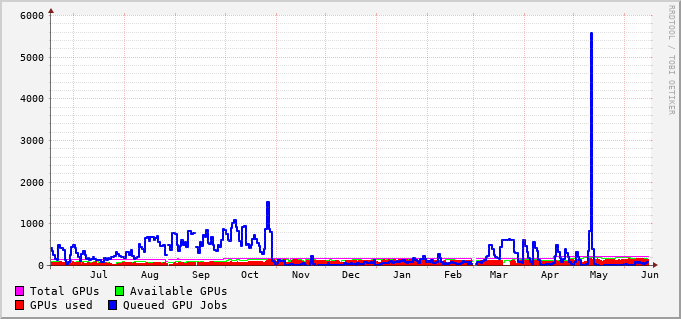 6000
5000
4000
3000
2000
1000
0
Jul Aug Sep Oct Nov Dec Jan Feb Mar Apr May Jun
Total GPUs Available GPUs
GPUs used Queued GPU Jobs
RRDTOOL / TOBI OETIKER